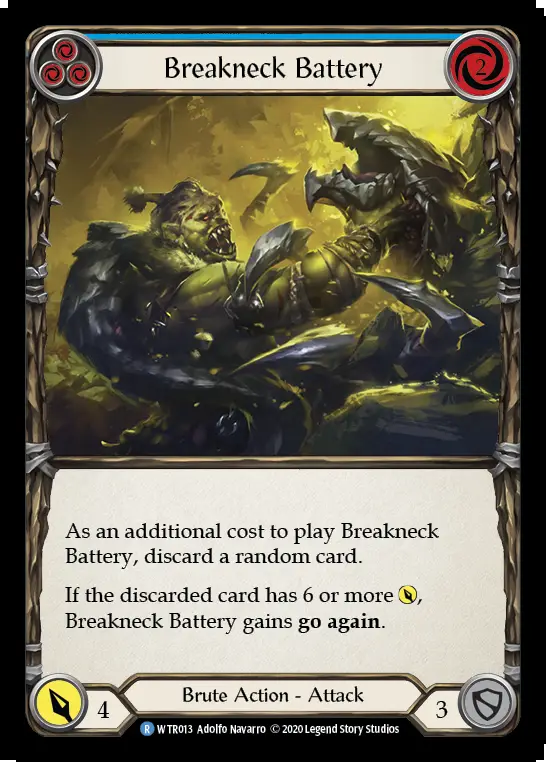 Breakneck Battery
2
As an additional cost to play Breakneck
Battery, discard a random card.
If the discarded card has 6 or more ,
Breakneck Battery gains go again.
4
Brute Action - Attack
3
R WTR013 Adolfo Navarro © 2020 Legend Story Studios